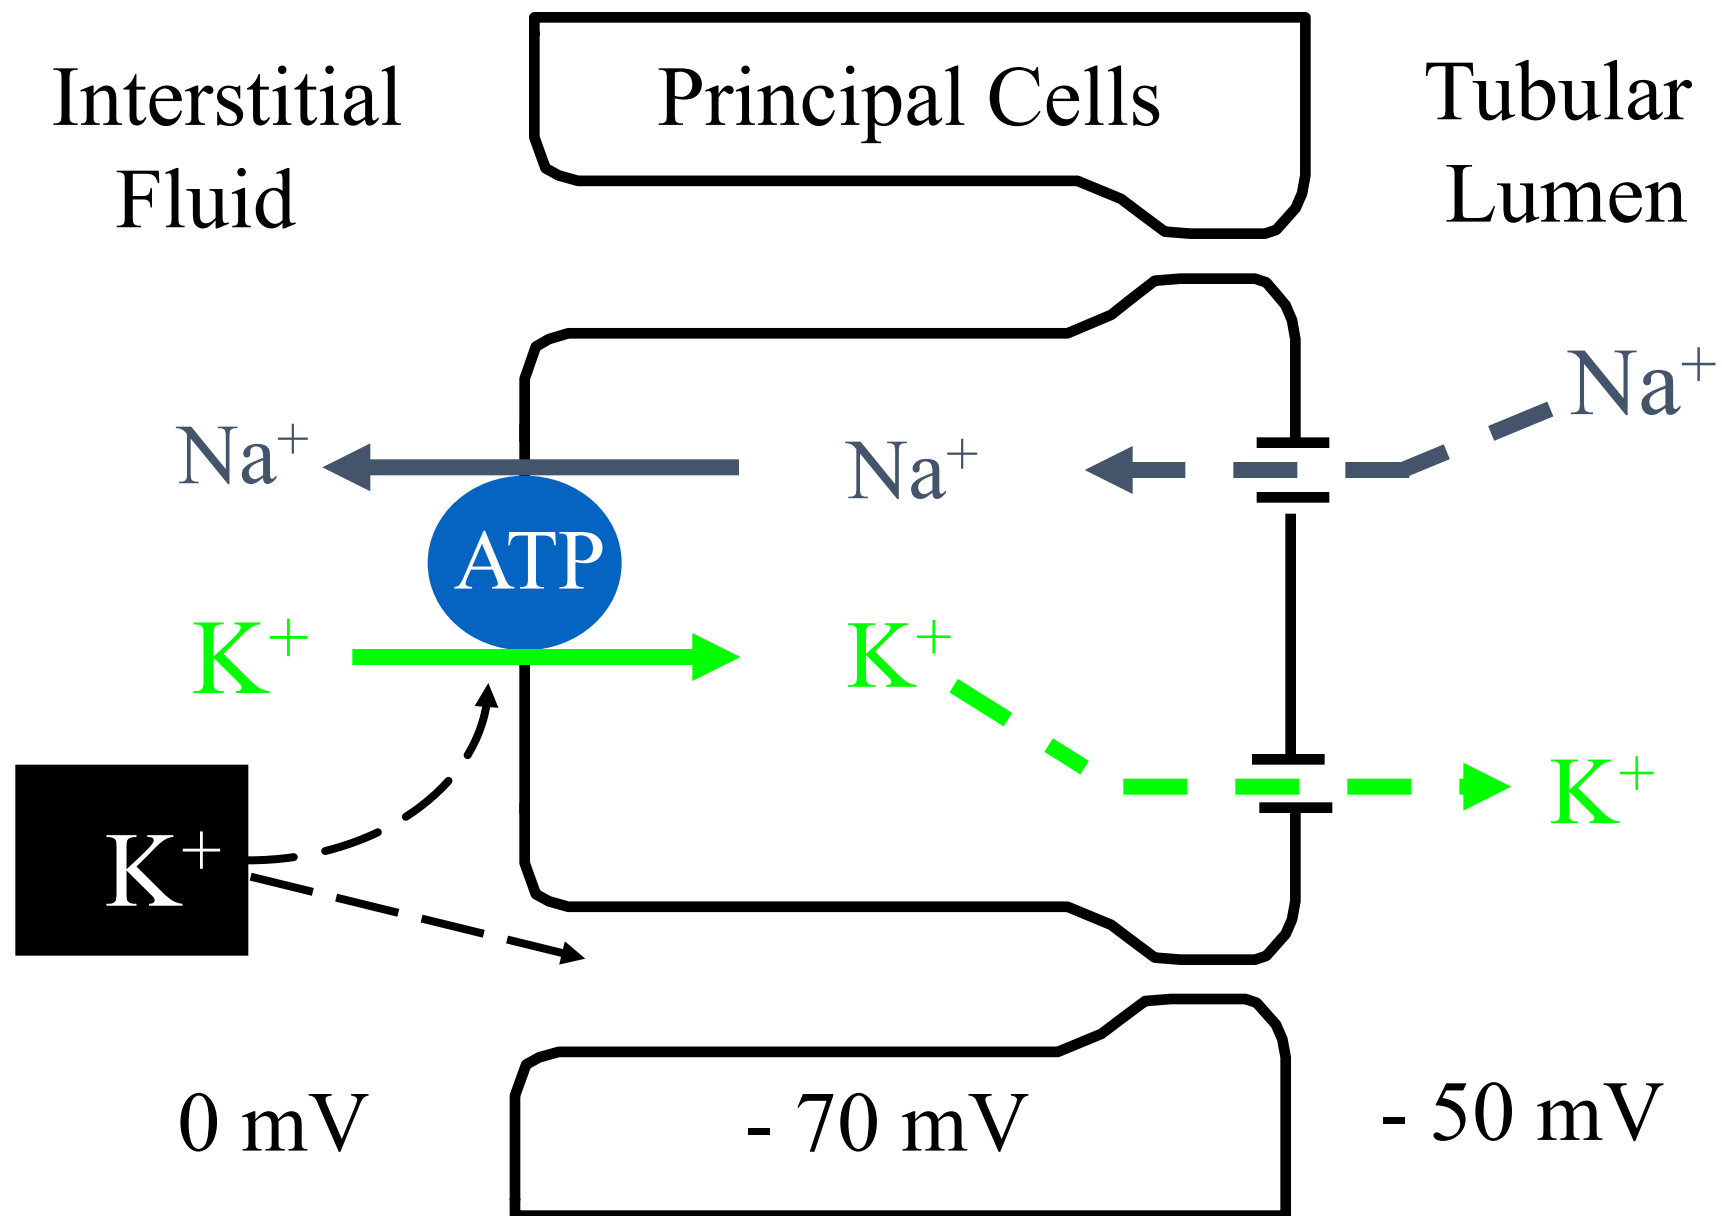 Interstitial
Fluid
Principal Cells
Tubular
Lumen
Na⁺
Na⁺
Na⁺
ATP
K⁺
K⁺
K⁺
K⁺
0 mV
- 70 mV
- 50 mV